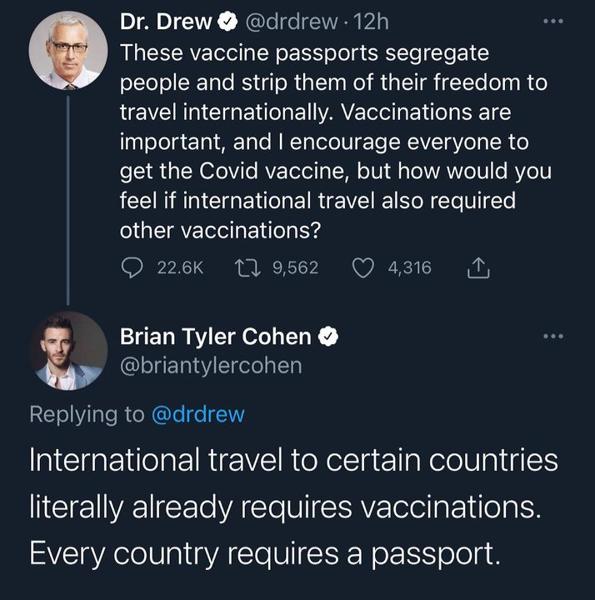 Dr. Drew @drdrew · 12h
These vaccine passports segregate
people and strip them of their freedom to
travel internationally. Vaccinations are
important, and I encourage everyone to
get the Covid vaccine, but how would you
feel if international travel also required
other vaccinations?
22.6K 9,562 4,316
Brian Tyler Cohen
@briantylercohen
Replying to @drdrew
International travel to certain countries
literally already requires vaccinations.
Every country requires a passport.